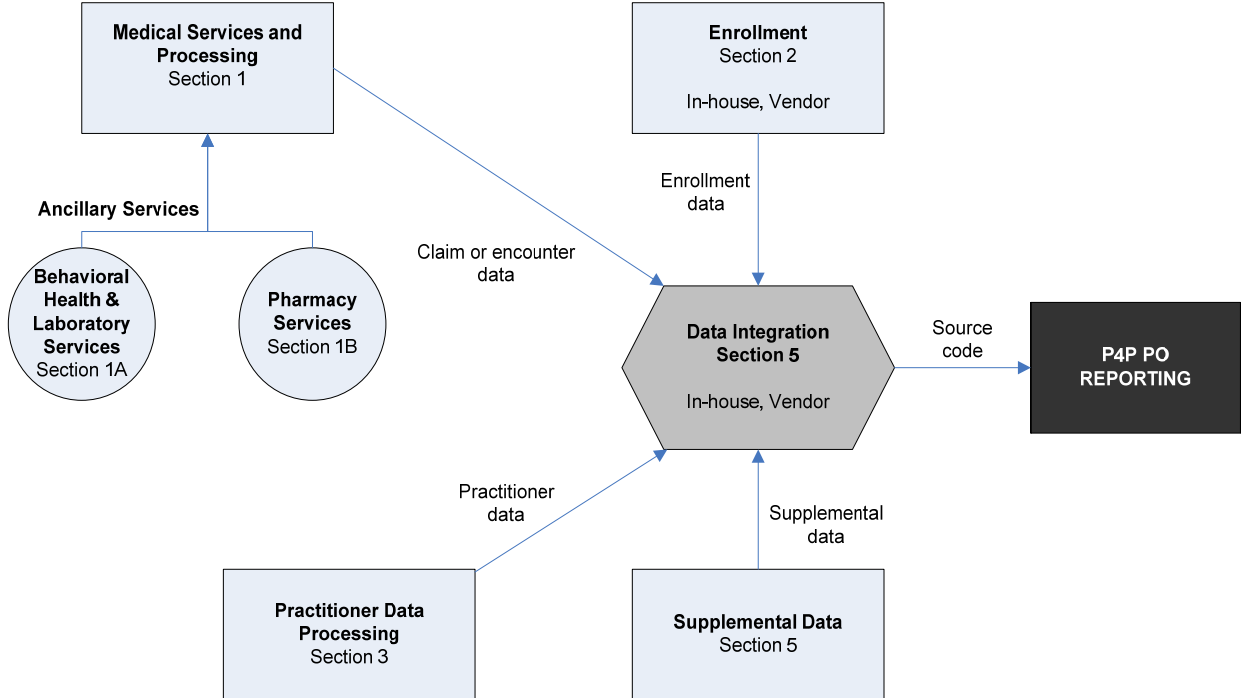 Medical Services and
Processing
Section 1
Enrollment
Section 2
In-house, Vendor
Enrollment
data
Ancillary Services
Claim or encounter
data
Behavioral
Health &
Laboratory
Services
Section 1A
Pharmacy
Services
Section 1B
Data Integration
Section 5
In-house, Vendor
Source
code
P4P PO
REPORTING
Practitioner
data
Supplemental
data
Practitioner Data
Processing
Section 3
Supplemental Data
Section 5